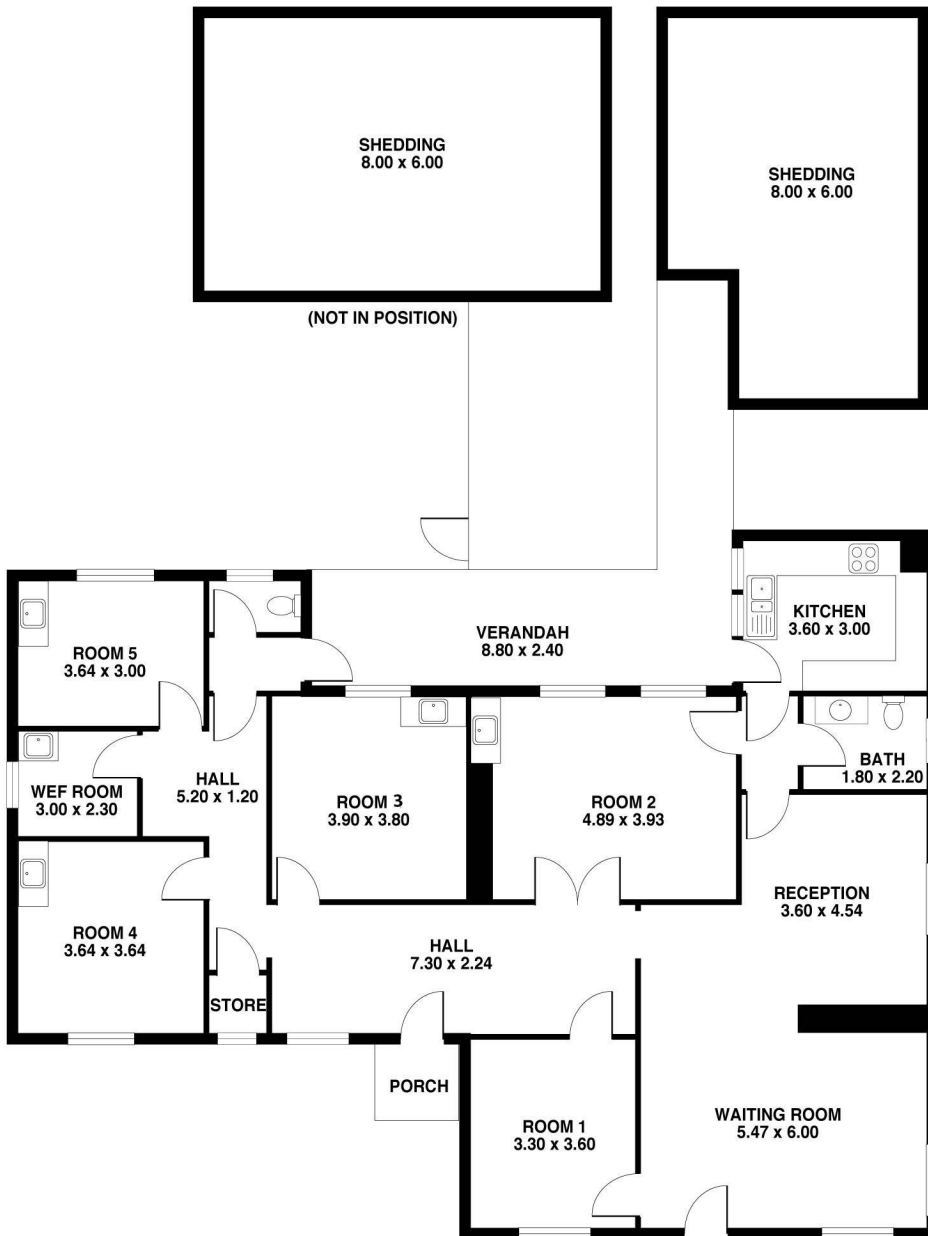 SHEDDING
8.00 x 6.00
SHEDDING
8.00 x 6.00
(NOT IN POSITION)
KITCHEN
3.60 x 3.00
VERANDAH
8.80 x 2.40
ROOM 5
3.64 x 3.00
BATH
1.80 x 2.20
HALL
5.20 x 1.20
WEF ROOM
3.00 x 2.30
ROOM 3
3.90 x 3.80
ROOM 2
4.89 x 3.93
RECEPTION
3.60 x 4.54
ROOM 4
3.64 x 3.64
HALL
7.30 x 2.24
STORE
PORCH
ROOM 1
3.30 x 3.60
WAITING ROOM
5.47 x 6.00